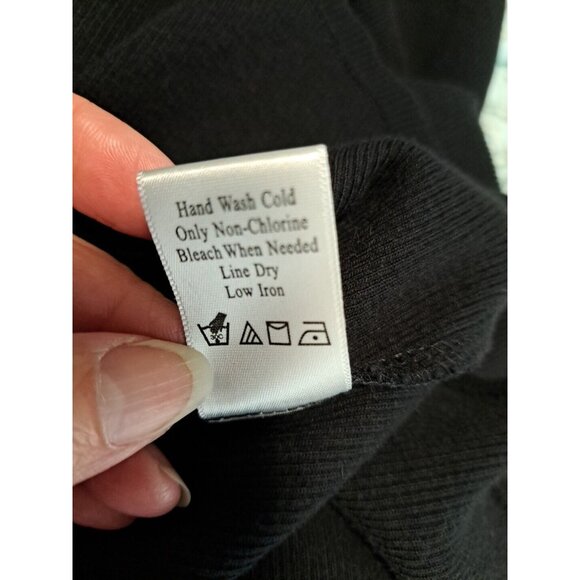 Hand Wash Cold
Only Non-Chlorine
Bleach When Needed
Line Dry
Low Iron